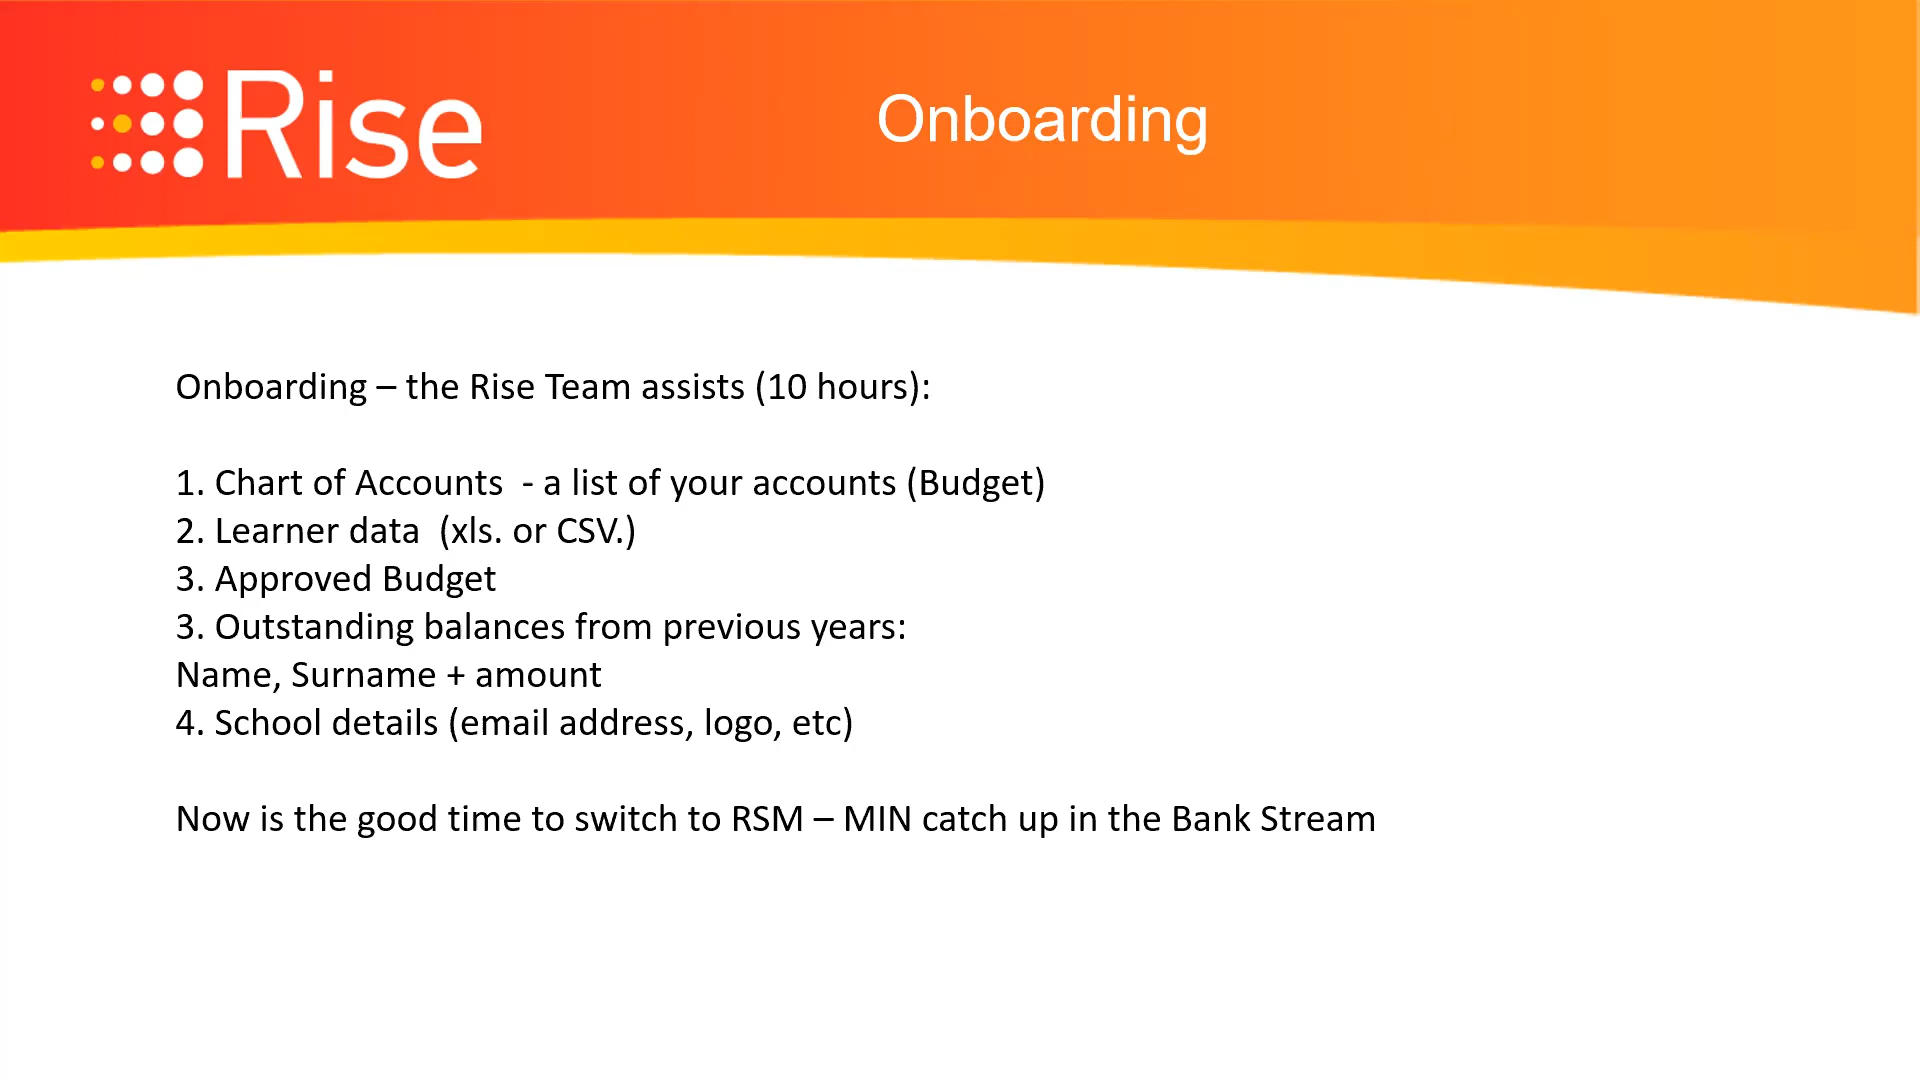 Rise
Onboarding
Onboarding – the Rise Team assists (10 hours):
1. Chart of Accounts  - a list of your accounts (Budget)
2. Learner data  (xls. or CSV.)
3. Approved Budget
3. Outstanding balances from previous years:
Name, Surname + amount
4. School details (email address, logo, etc)
Now is the good time to switch to RSM – MIN catch up in the Bank Stream